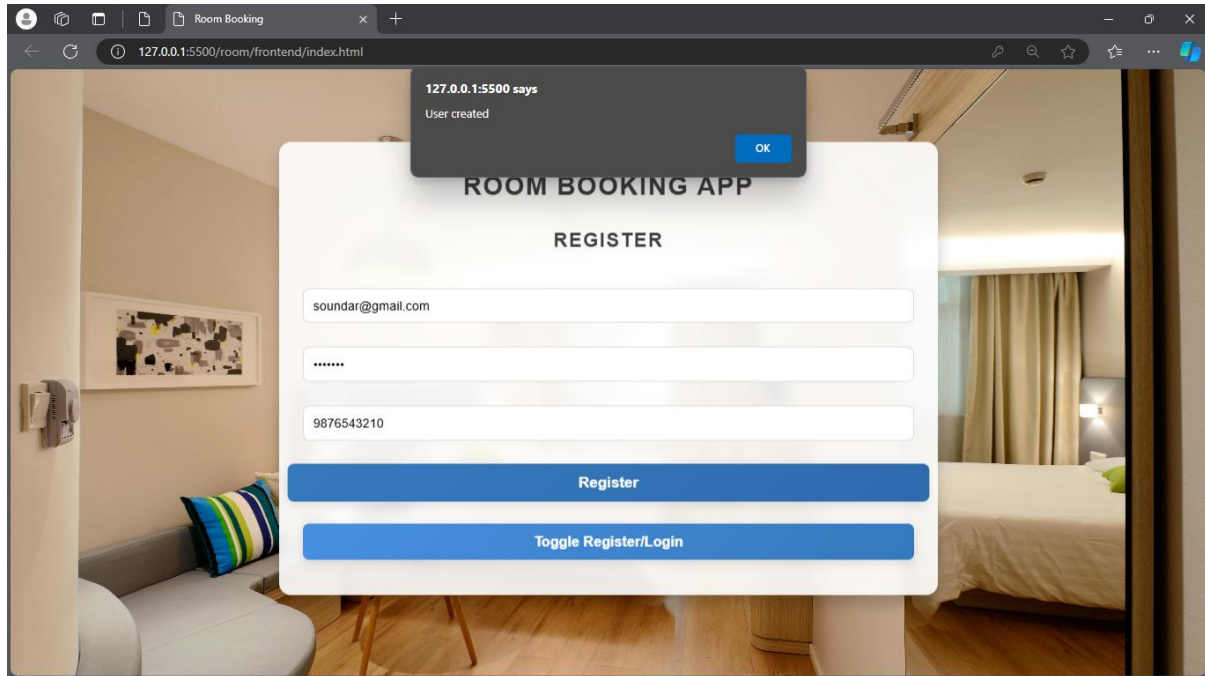 Room Booking
127.0.0.1:5500/room/frontend/index.html
127.0.0.1:5500 says
User created
OK
ROOM BOOKING APP
REGISTER
soundar@gmail.com
•••••••
9876543210
Register
Toggle Register/Login